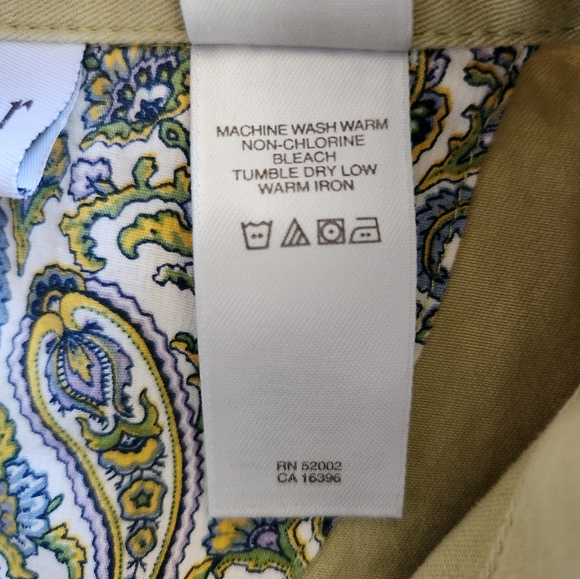 r
MACHINE WASH WARM
NON-CHLORINE
BLEACH
TUMBLE DRY LOW
WARM IRON
RN 52002
CA 16396